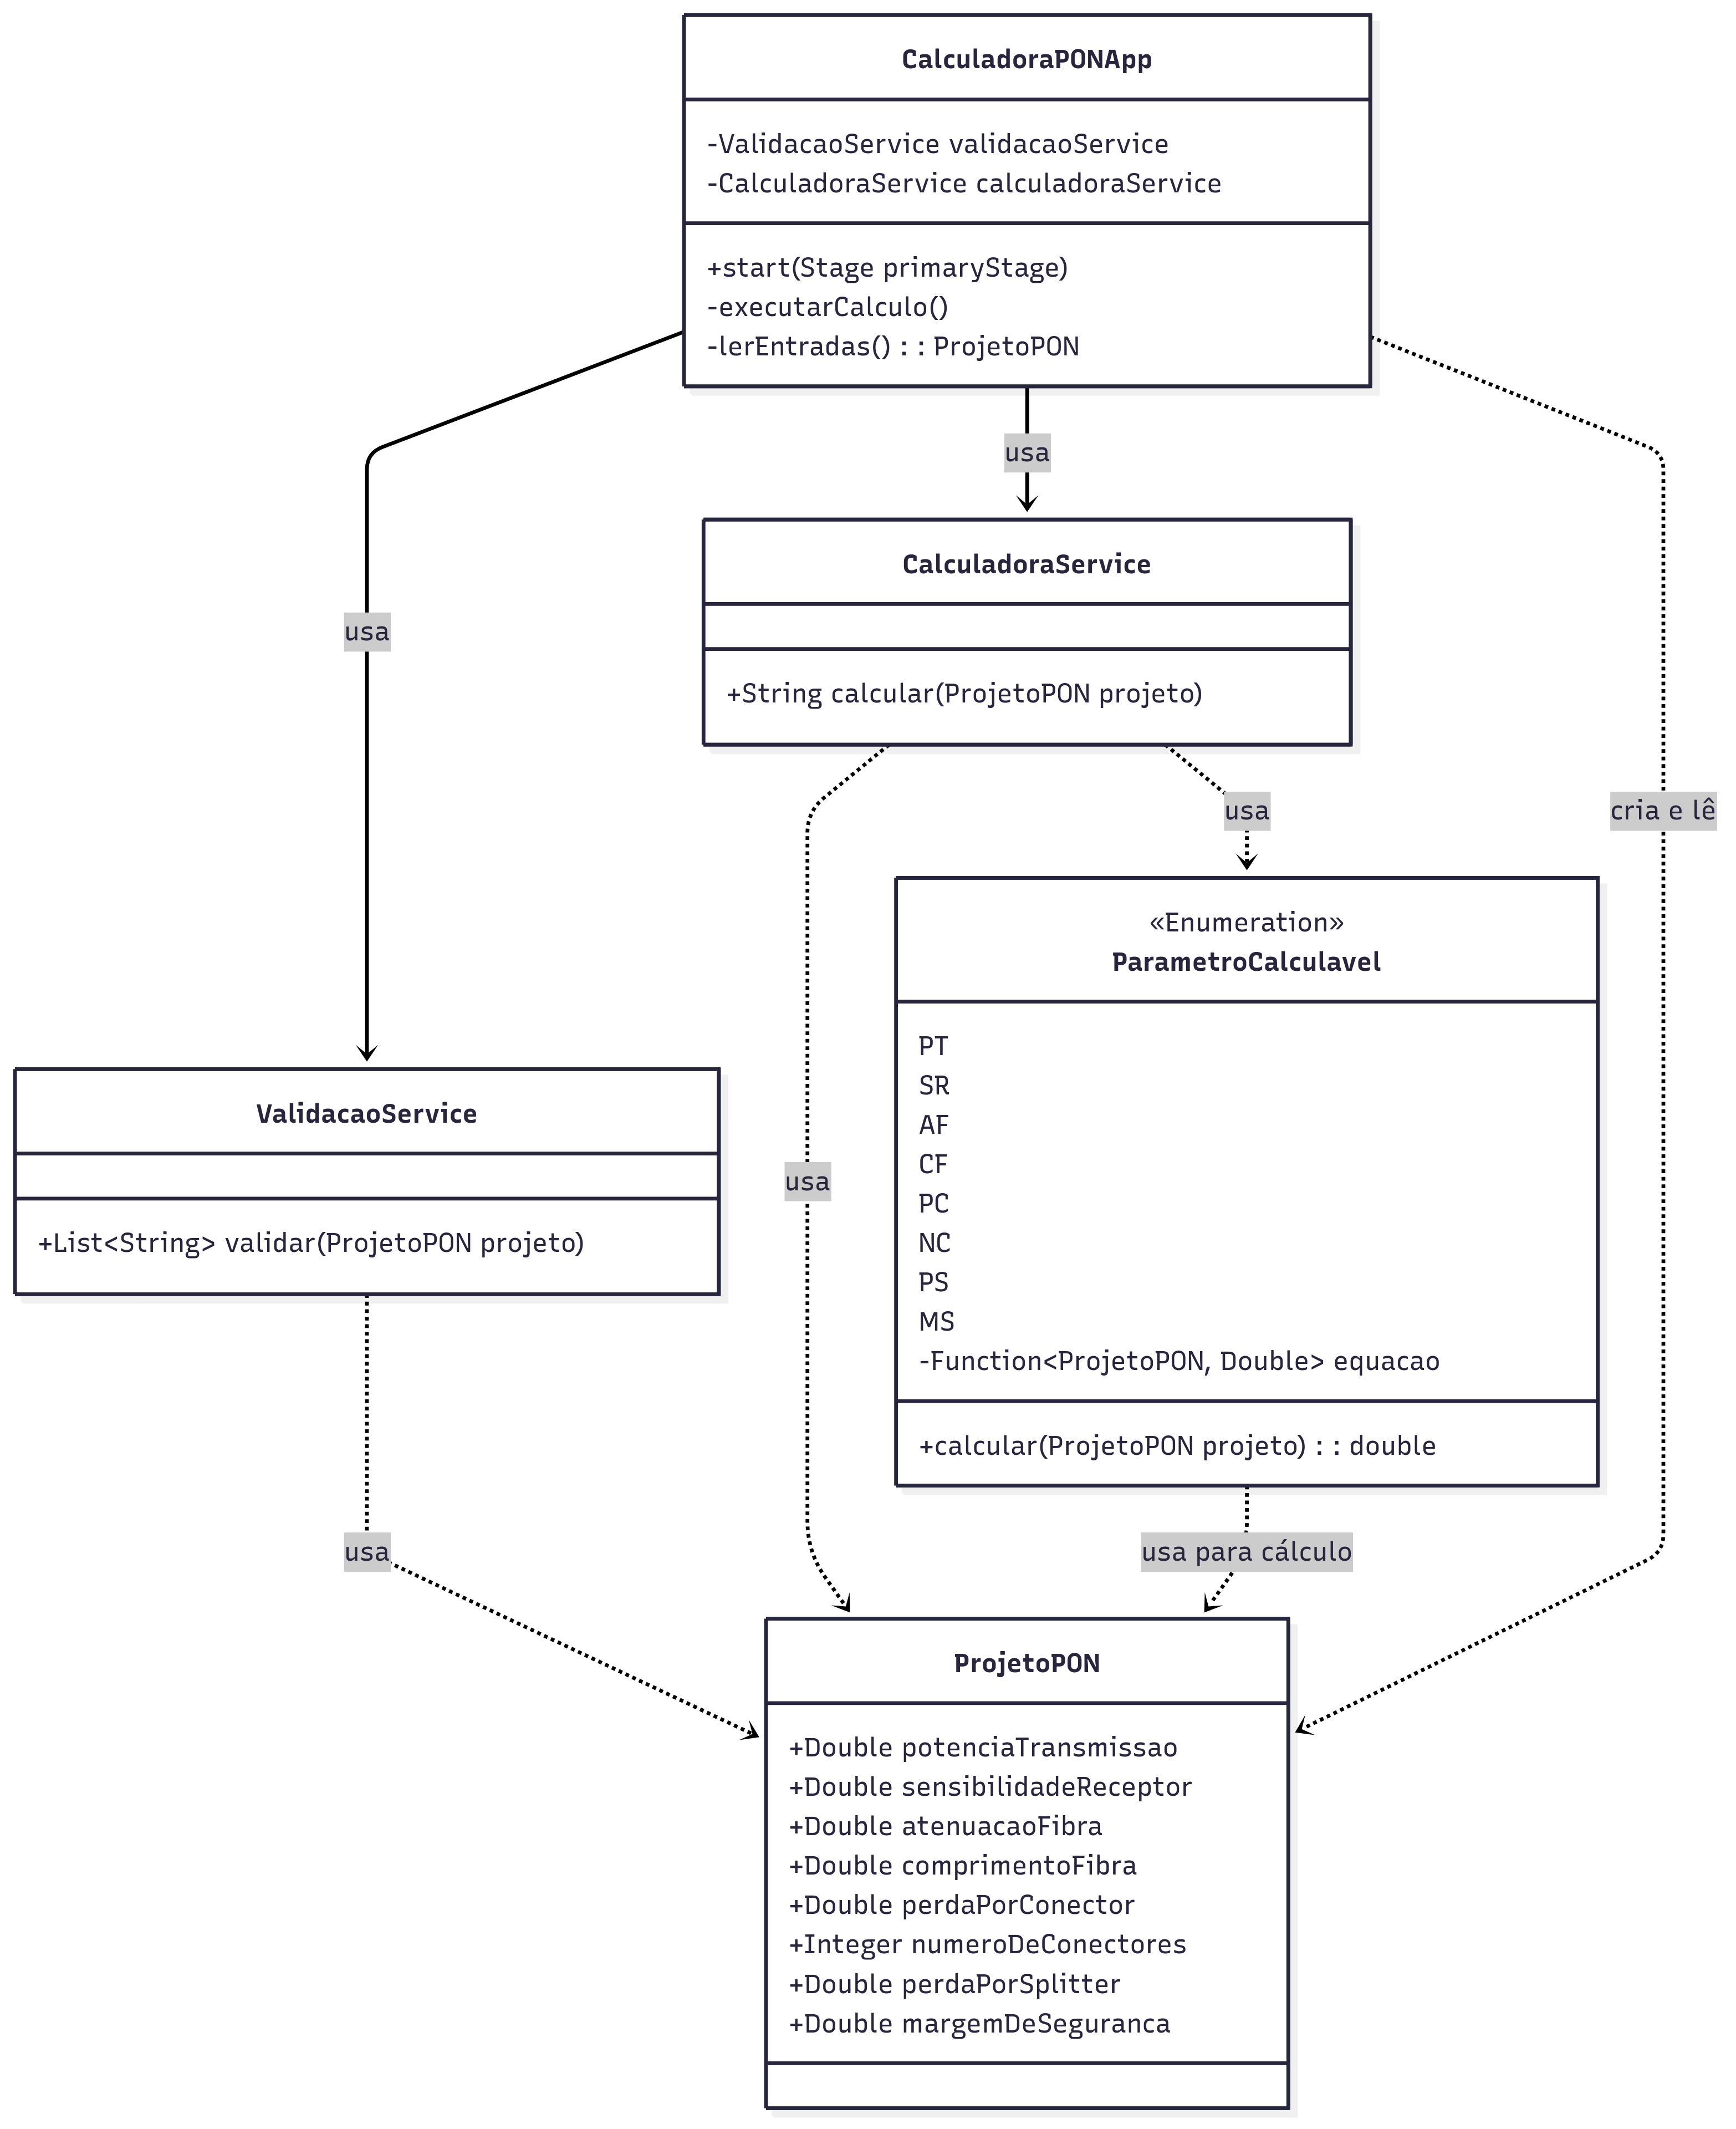 CalculadoraPONApp
-ValidacaoService validacaoService
-CalculadoraService calculadoraService
+start(Stage primaryStage)
-executarCalculo()
-lerEntradas() : : ProjetoPON
usa
CalculadoraService
+String calcular(ProjetoPON projeto)
usa
usa
cria e lê
«Enumeration»
ParametroCalculavel
PT
SR
AF
CF
PC
NC
PS
MS
-Function<ProjetoPON, Double> equacao
+calcular(ProjetoPON projeto) : : double
ValidacaoService
+List<String> validar(ProjetoPON projeto)
usa
usa
usa para cálculo
ProjetoPON
+Double potenciaTransmissao
+Double sensibilidadeReceptor
+Double atenuacaoFibra
+Double comprimentoFibra
+Double perdaPorConector
+Integer numeroDeConectores
+Double perdaPorSplitter
+Double margemDeSeguranca